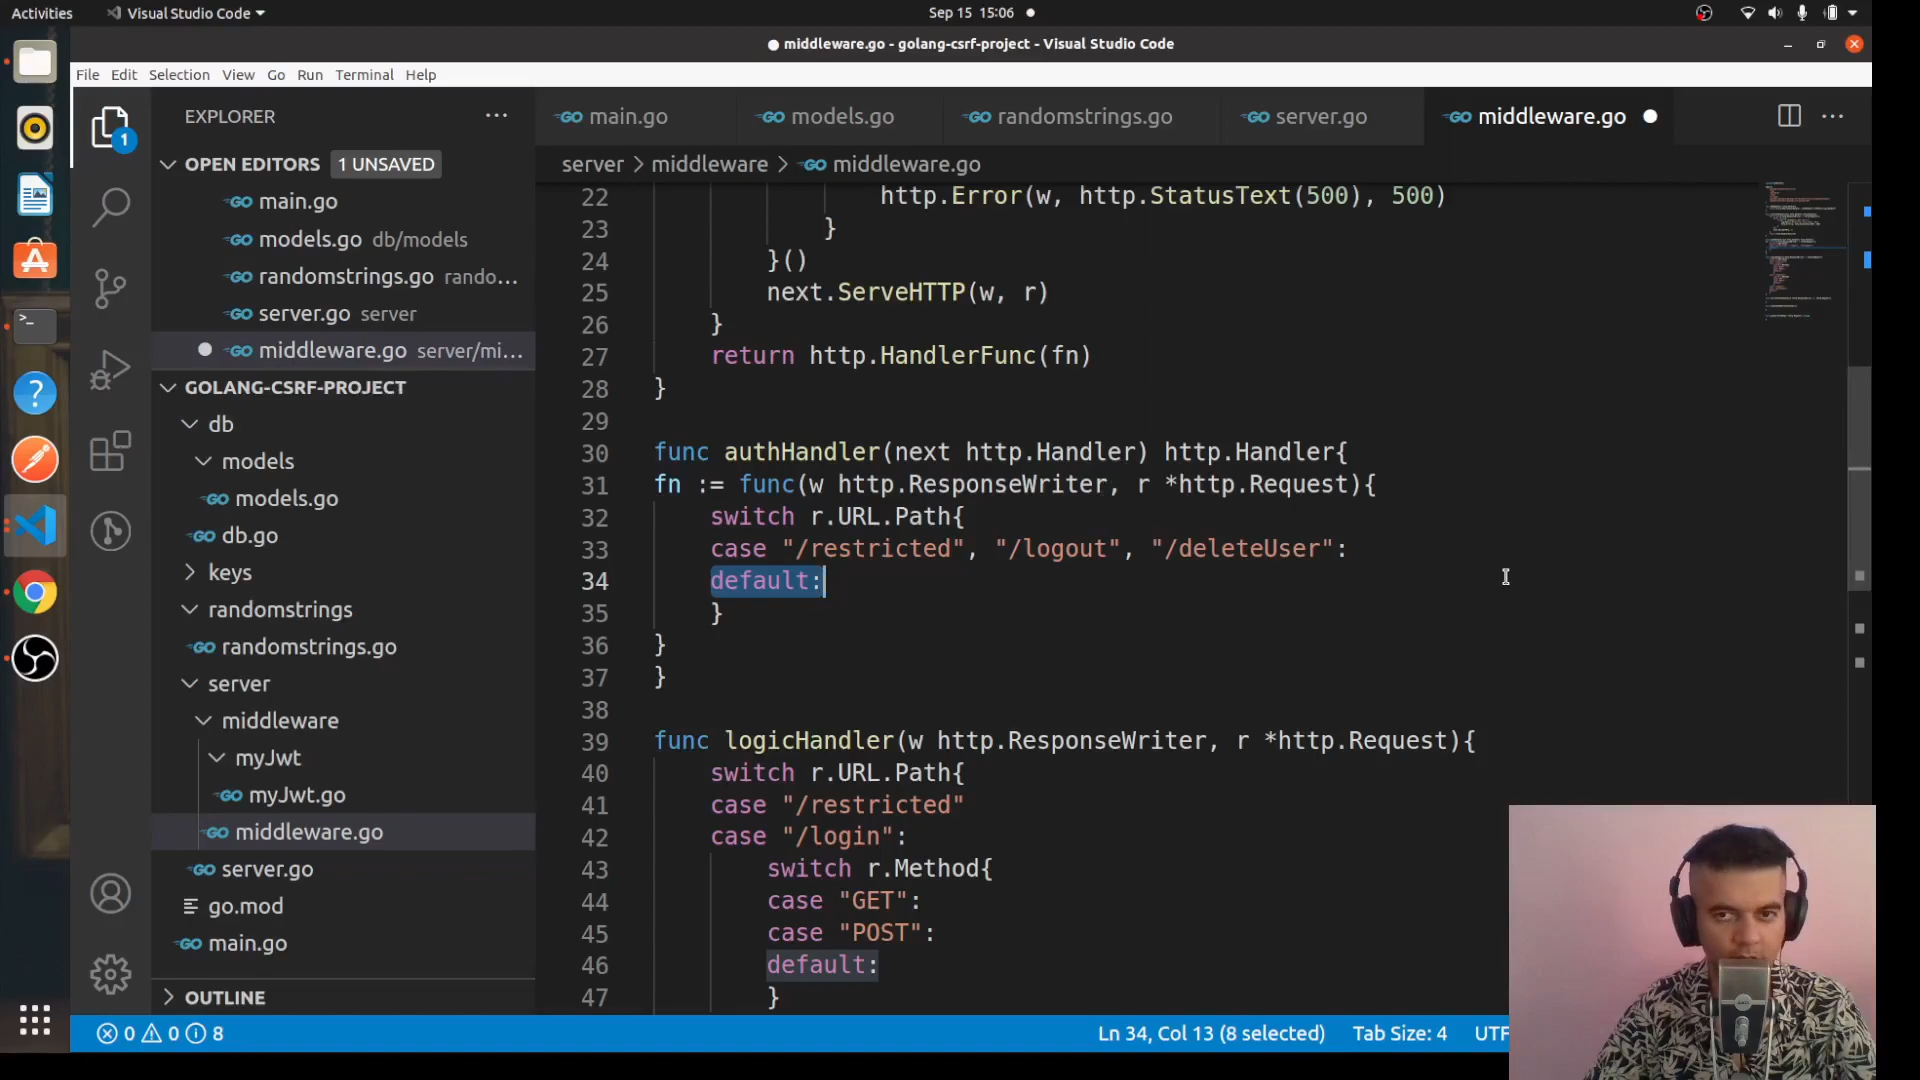 Activities
Visual Studio Code
Sep 15 15:06
middleware.go - golang-csrf-project - Visual Studio Code
File Edit Selection View Go Run Terminal Help
1
EXPLORER
OPEN EDITORS 1 UNSAVED
main.go
models.go db/models
randomstrings.go rando...
server.go server
middleware.go server/mi...
GOLANG-CSRF-PROJECT
db
models
models.go
db.go
keys
randomstrings
randomstrings.go
server
middleware
myJwt
myJwt.go
middleware.go
server.go
go.mod
main.go
OUTLINE
main.go models.go randomstrings.go server.go middleware.go
server > middleware > middleware.go
22 http.Error(w, http.StatusText(500), 500)
23 }
24 }()
25 next.ServeHTTP(w, r)
26 }
27 return http.HandlerFunc(fn)
28 }
29
30 func authHandler(next http.Handler) http.Handler{
31 fn := func(w http.ResponseWriter, r *http.Request){
32 switch r.URL.Path{
33 case "/restricted", "/logout", "/deleteUser":
34 default:
35 }
36 }
37 }
38
39 func logicHandler(w http.ResponseWriter, r *http.Request){
40 switch r.URL.Path{
41 case "/restricted"
42 case "/login":
43 switch r.Method{
44 case "GET":
45 case "POST":
46 default:
47 }
0 0 8
Ln 34, Col 13 (8 selected) Tab Size: 4 UTF